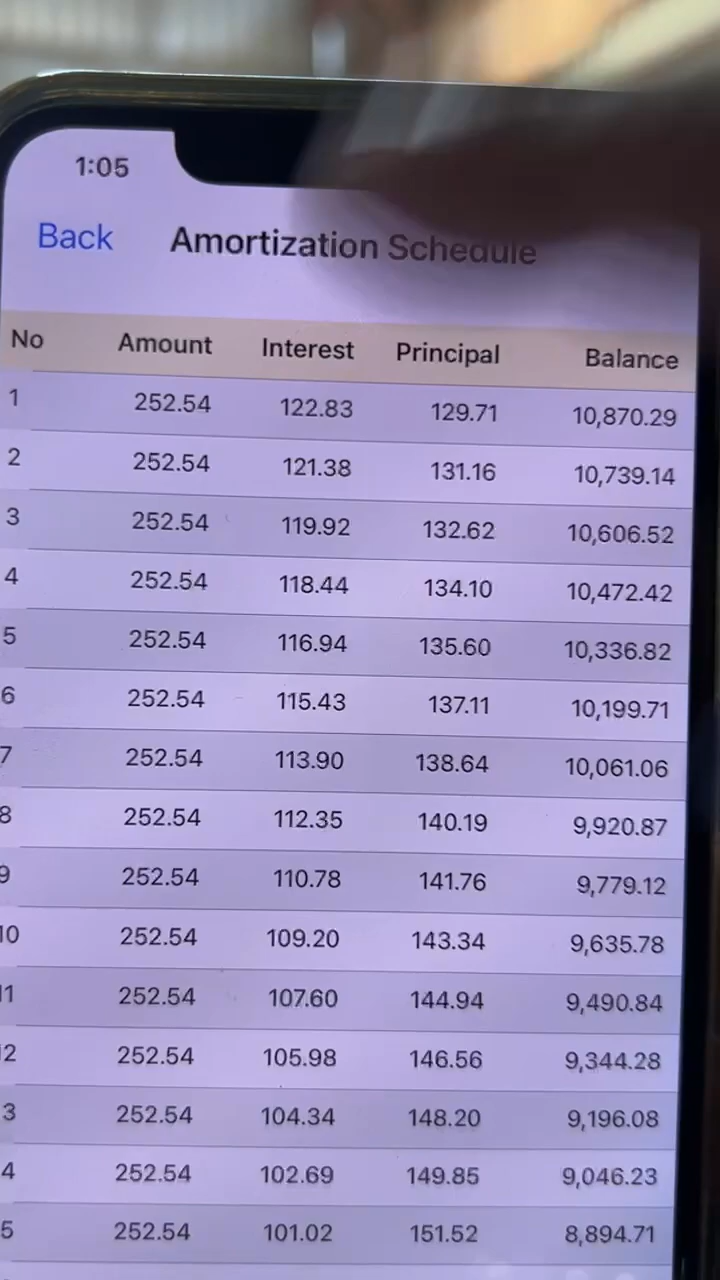 1:05
Back Amortization Schedule
No Amount Interest Principal Balance
1 252.54 122.83 129.71 10,870.29
2 252.54 121.38 131.16 10,739.14
3 252.54 119.92 132.62 10,606.52
4 252.54 118.44 134.10 10,472.42
5 252.54 116.94 135.60 10,336.82
6 252.54 115.43 137.11 10,199.71
7 252.54 113.90 138.64 10,061.06
8 252.54 112.35 140.19 9,920.87
9 252.54 110.78 141.76 9,779.12
10 252.54 109.20 143.34 9,635.78
11 252.54 107.60 144.94 9,490.84
12 252.54 105.98 146.56 9,344.28
3 252.54 104.34 148.20 9,196.08
4 252.54 102.69 149.85 9,046.23
5 252.54 101.02 151.52 8,894.71